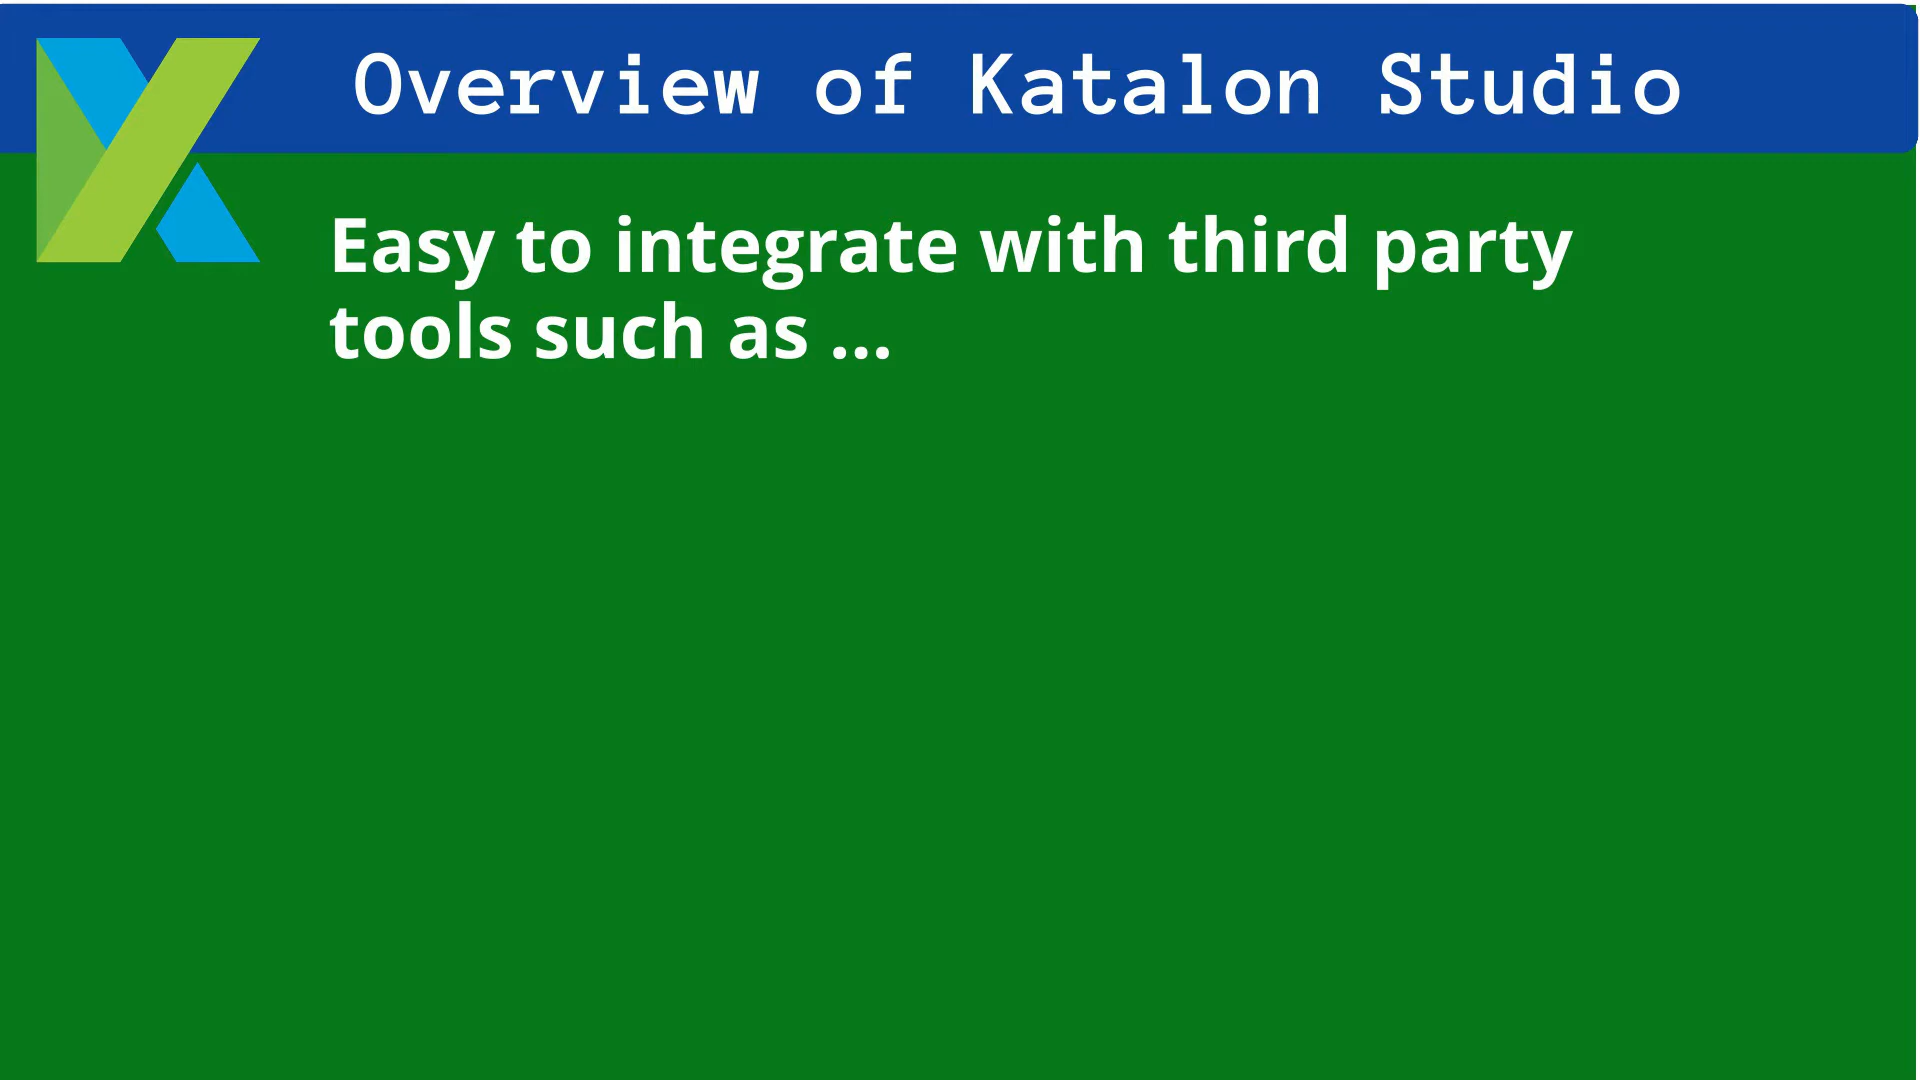 Overview of Katalon Studio
Easy to integrate with third party
tools such as ...